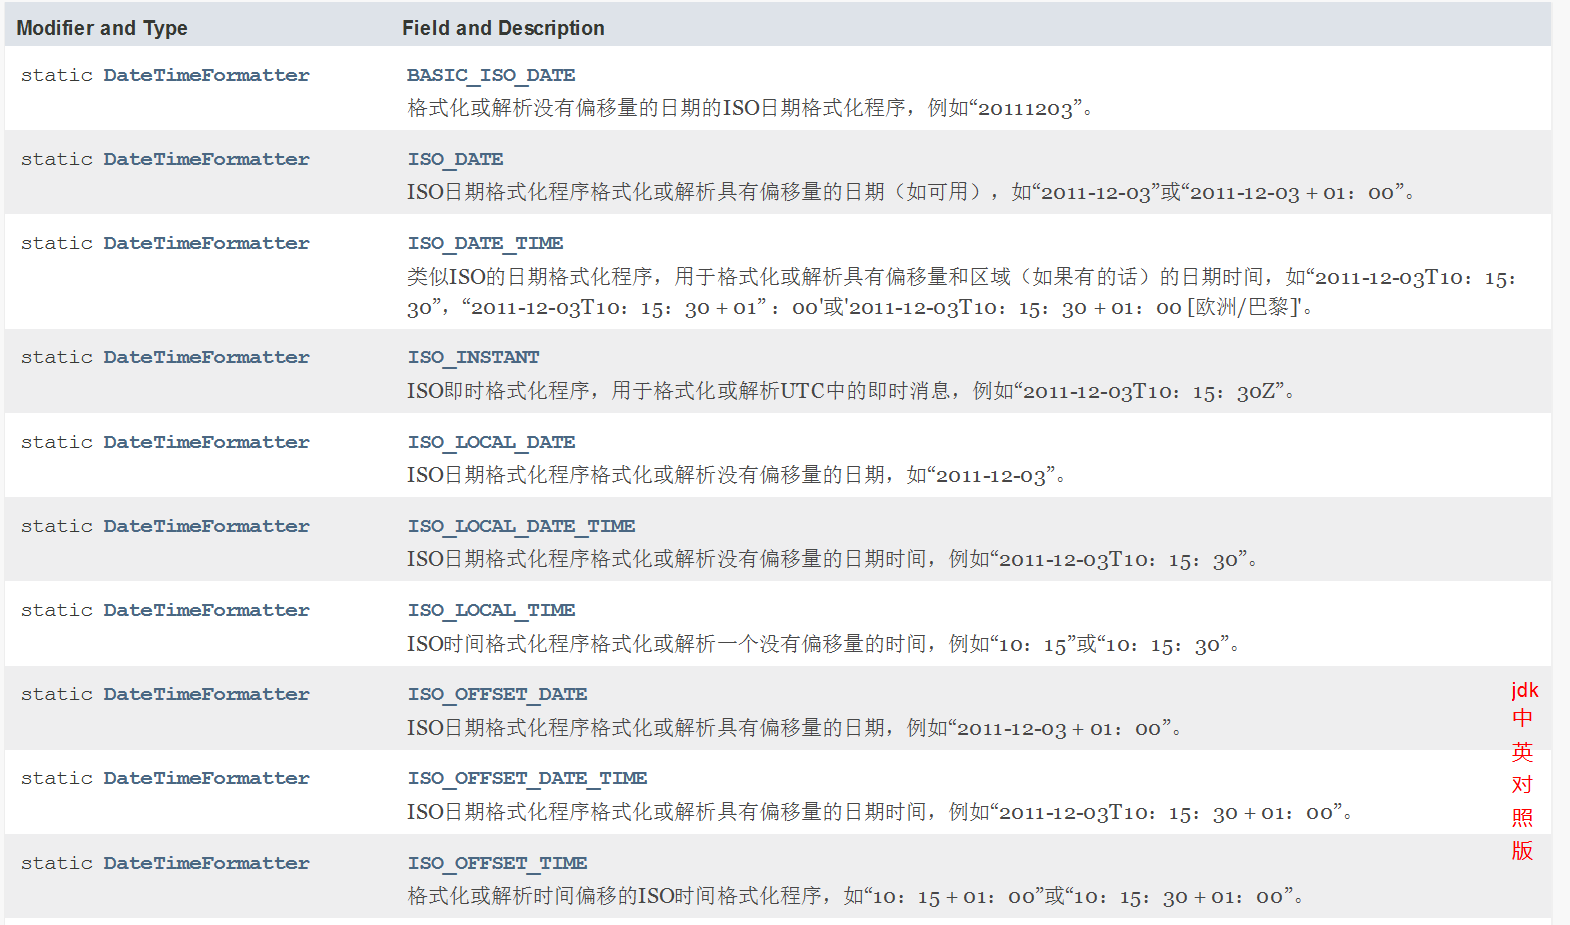 Modifier and Type Field and Description
static DateTimeFormatter BASIC_ISO_DATE
格式化或解析没有偏移量的日期的ISO日期格式化程序，例如“20111203”。
static DateTimeFormatter ISO_DATE
ISO日期格式化程序格式化或解析具有偏移量的日期（如可用），如“2011-12-03”或“2011-12-03 + 01：00”。
static DateTimeFormatter ISO_DATE_TIME
类似ISO的日期格式化程序，用于格式化或解析具有偏移量和区域（如果有的话）的日期时间，如“2011-12-03T10：15：
30”，“2011-12-03T10：15：30 + 01” ：00'或'2011-12-03T10：15：30 + 01：00 [欧洲/巴黎]'。
static DateTimeFormatter ISO_INSTANT
ISO即时格式化程序，用于格式化或解析UTC中的即时消息，例如“2011-12-03T10：15：30Z”。
static DateTimeFormatter ISO_LOCAL_DATE
ISO日期格式化程序格式化或解析没有偏移量的日期，如“2011-12-03”。
static DateTimeFormatter ISO_LOCAL_DATE_TIME
ISO日期格式化程序格式化或解析没有偏移量的日期时间，例如“2011-12-03T10：15：30”。
static DateTimeFormatter ISO_LOCAL_TIME
ISO时间格式化程序格式化或解析一个没有偏移量的时间，例如“10：15”或“10：15：30”。
static DateTimeFormatter ISO_OFFSET_DATE
ISO日期格式化程序格式化或解析具有偏移量的日期，例如“2011-12-03 + 01：00”。
static DateTimeFormatter ISO_OFFSET_DATE_TIME
ISO日期格式化程序格式化或解析具有偏移量的日期时间，例如“2011-12-03T10：15：30 + 01：00”。
static DateTimeFormatter ISO_OFFSET_TIME
格式化或解析时间偏移的ISO时间格式化程序，如“10：15 + 01：00”或“10：15：30 + 01：00”。
jdk
中
英
对
照
版